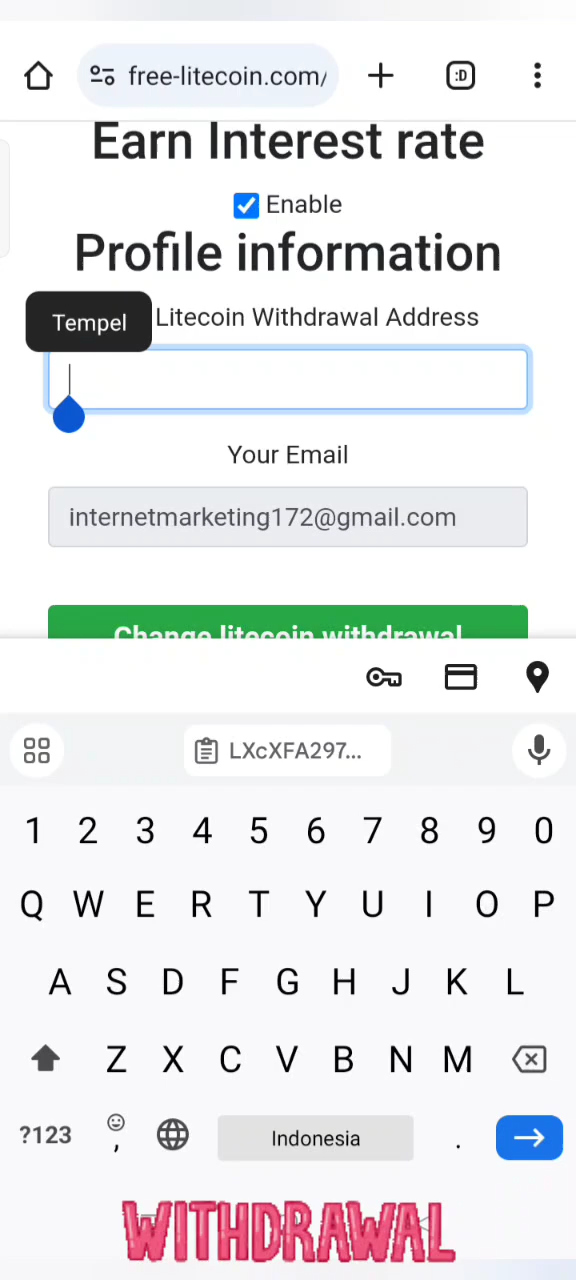 free-litecoin.com/
:D
Earn Interest rate
Enable
Profile information
Tempel
Litecoin Withdrawal Address
Your Email
internetmarketing172@gmail.com
Change litecoin withdrawal
LXcXFA297...
1 2 3 4 5 6 7 8 9 0
Q W E R T Y U I O P
A S D F G H J K L
Z X C V B N M
?123 , Indonesia .
WITHDRAWAL